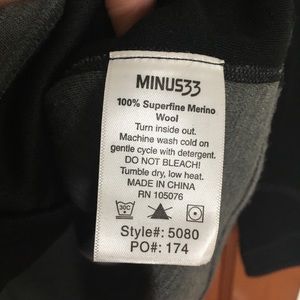 MINUS33
100% Superfine Merino
Wool
Turn inside out.
Machine wash cold on
gentle cycle with detergent.
DO NOT BLEACH!
Tumble dry, low heat.
MADE IN CHINA
RN 105076
30C
Style#: 5080
PO#: 174